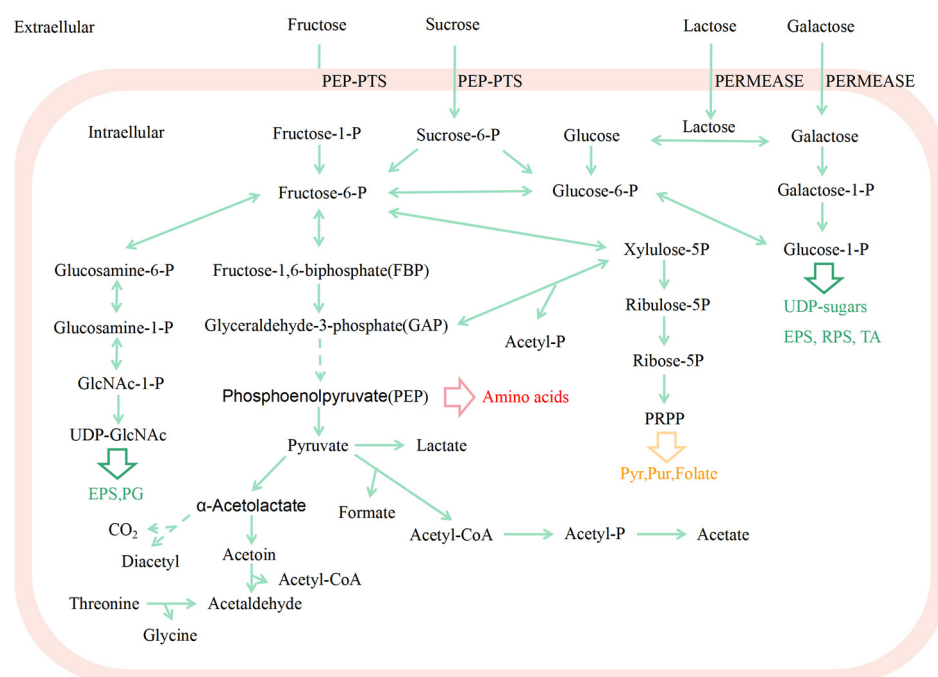 Extraellular
Fructose
Sucrose
Lactose
Galactose
PEP-PTS
PEP-PTS
PERMEASE
PERMEASE
Intraellular
Fructose-1-P
Sucrose-6-P
Glucose
Lactose
Galactose
Fructose-6-P
Glucose-6-P
Galactose-1-P
Xylulose-5P
Glucose-1-P
Glucosamine-6-P
Fructose-1,6-biphosphate(FBP)
Ribulose-5P
UDP-sugars
Glucosamine-1-P
Glyceraldehyde-3-phosphate(GAP)
Acetyl-P
EPS, RPS, TA
Ribose-5P
GlcNAc-1-P
Phosphoenolpyruvate(PEP)
Amino acids
PRPP
UDP-GlcNAc
Pyruvate
Lactate
Pyr,Pur,Folate
EPS,PG
α-Acetolactate
Formate
CO₂
Acetyl-CoA
Acetyl-P
Acetate
Diacetyl
Acetoin
Acetyl-CoA
Threonine
Acetaldehyde
Glycine